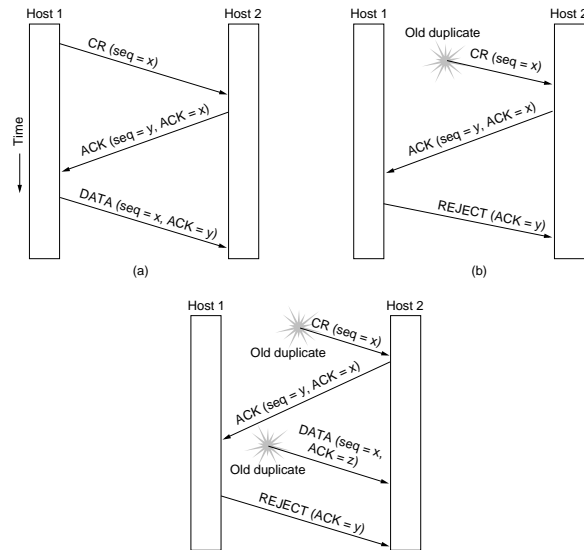 Host 1
Host 2
CR (seq = x)
ACK (seq = y, ACK = x)
DATA (seq = x, ACK = y)
Time
(a)
Host 1
Host 2
Old duplicate
CR (seq = x)
ACK (seq = y, ACK = x)
REJECT (ACK = y)
(b)
Host 1
Host 2
CR (seq = x)
Old duplicate
ACK (seq = y, ACK = x)
DATA (seq = x,
ACK = z)
Old duplicate
REJECT (ACK = y)